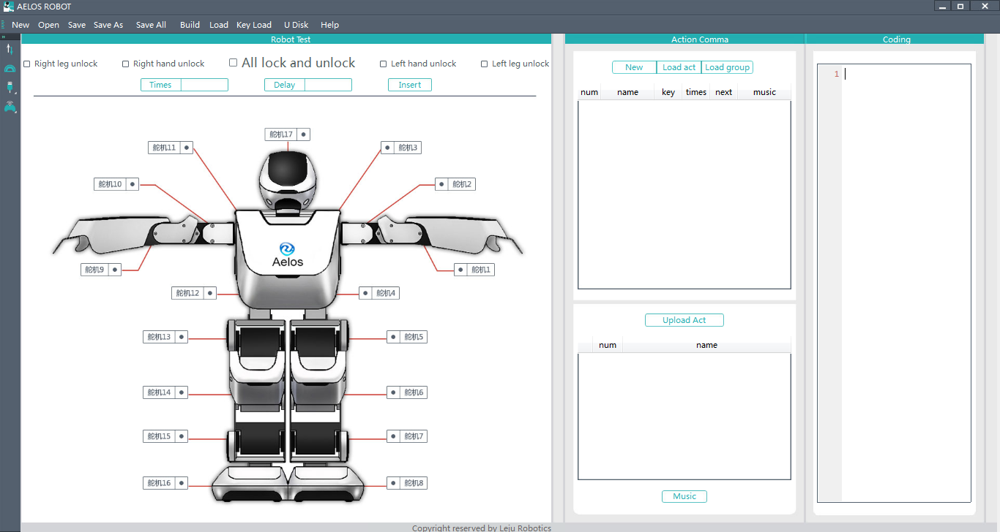 AELOS ROBOT
New Open Save Save As Save All Build Load Key Load U Disk Help
Robot Test
Right leg unlock Right hand unlock All lock and unlock Left hand unlock Left leg unlock
Times Delay Insert
舵机17
舵机11 舵机3
舵机10 舵机2
Aelos
舵机9 舵机1
舵机12 舵机4
舵机13 舵机5
舵机14 舵机6
舵机15 舵机7
舵机16 舵机8
Action Comma
New Load act Load group
num name key times next music
Upload Act
num name
Music
Coding
1
Copyright reserved by Leju Robotics